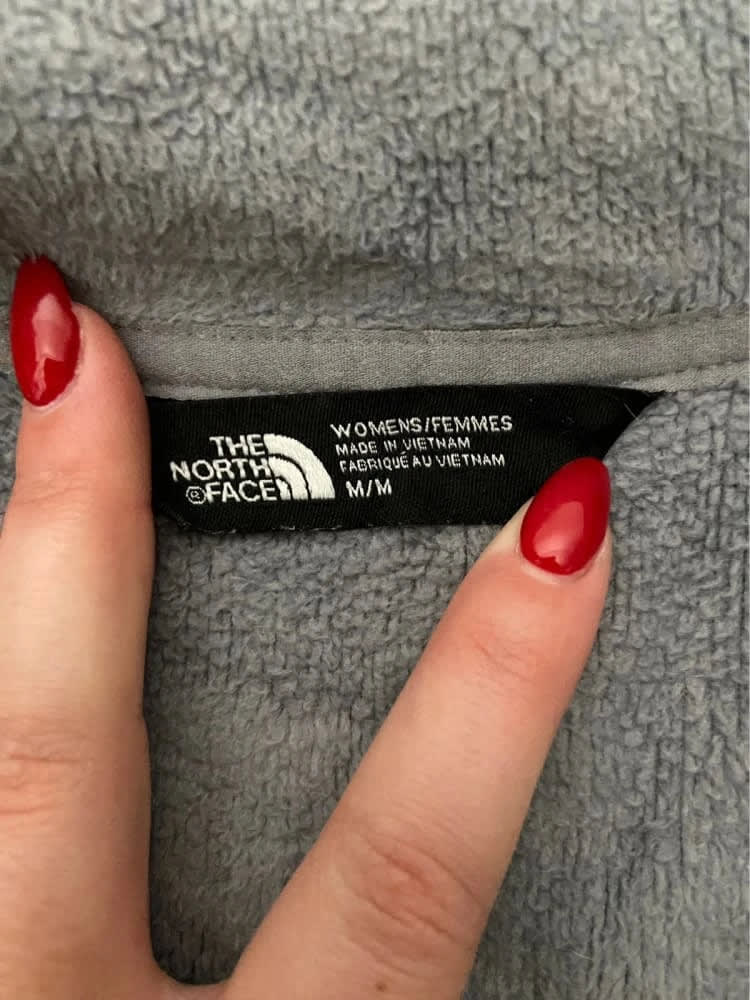 THE
NORTH
®FACE
WOMENS/FEMMES
MADE IN VIETNAM
FABRIQUÉ AU VIETNAM
M/M